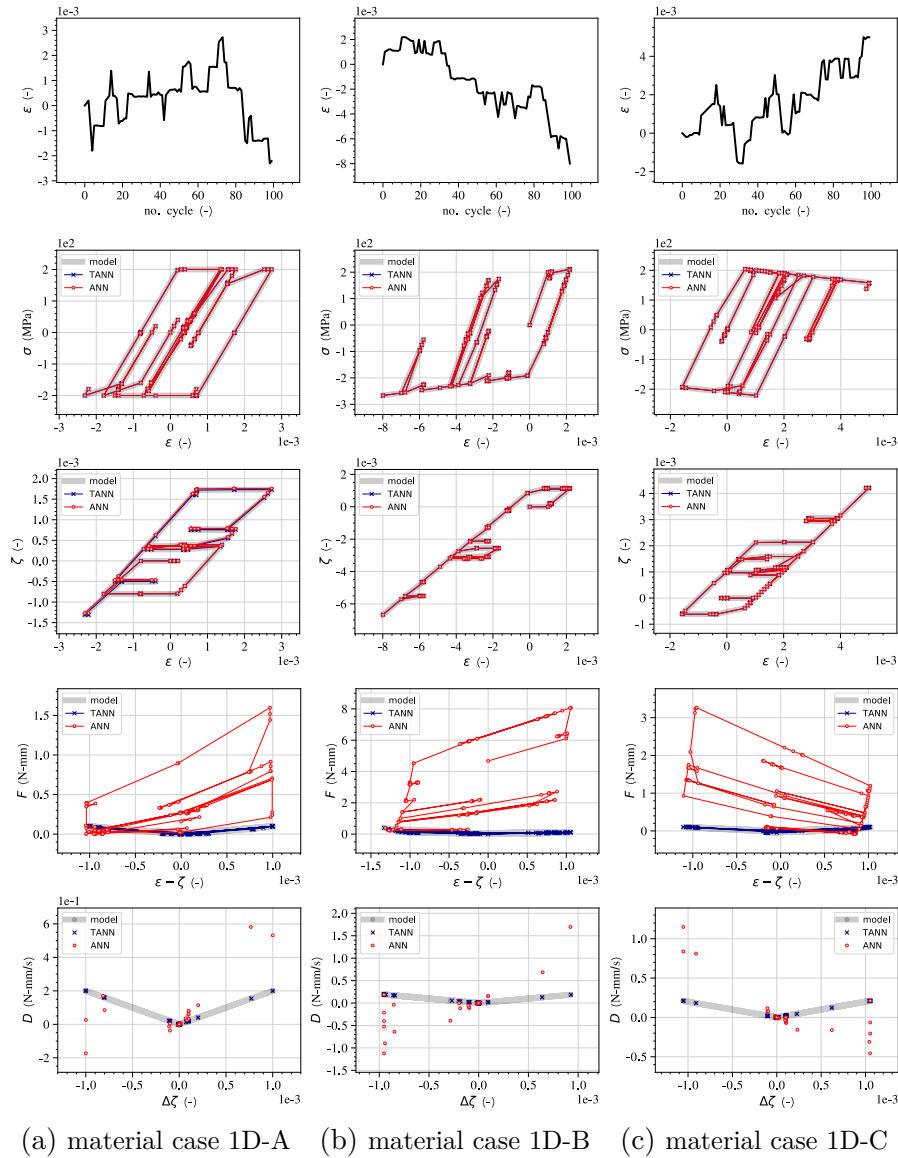 1e−3
ε (-)
3
2
1
0
−1
−2
−3
0 20 40 60 80 100
no. cycle (-)
1e−3
ε (-)
4
2
0
−2
−4
−6
−8
0 20 40 60 80 100
no. cycle (-)
1e−3
ε (-)
6
4
2
0
−2
0 20 40 60 80 100
no. cycle (-)
1e2
σ (MPa)
2
1
0
−1
−2
model
TANN
ANN
−3 −2 −1 0 1 2 3
ε (-)
1e−3
1e2
σ (MPa)
2
1
0
−1
−2
−3
model
TANN
ANN
−8 −6 −4 −2 0 2
ε (-)
1e−3
1e2
σ (MPa)
2
1
0
−1
−2
model
TANN
ANN
−2 0 2 4
ε (-)
1e−3
1e−3
ζ (-)
2.0
1.5
1.0
0.5
0.0
−0.5
−1.0
−1.5
model
TANN
ANN
−3 −2 −1 0 1 2 3
ε (-)
1e−3
1e−3
ζ (-)
2
0
−2
−4
−6
model
TANN
ANN
−8 −6 −4 −2 0 2
ε (-)
1e−3
1e−3
ζ (-)
4
3
2
1
0
−1
model
TANN
ANN
−2 0 2 4
ε (-)
1e−3
F (N-mm)
1.5
1.0
0.5
0.0
model
TANN
ANN
−1.0 −0.5 0.0 0.5 1.0
ε − ζ (-)
1e−3
F (N-mm)
8
6
4
2
0
model
TANN
ANN
−1.5 −1.0 −0.5 0.0 0.5 1.0
ε − ζ (-)
1e−3
F (N-mm)
3
2
1
0
model
TANN
ANN
−1.0 −0.5 0.0 0.5 1.0
ε − ζ (-)
1e−3
1e−1
D (N-mm/s)
6
4
2
0
−2
model
TANN
ANN
−1.0 −0.5 0.0 0.5 1.0
Δζ (-)
1e−3
D (N-mm/s)
2.0
1.5
1.0
0.5
0.0
−0.5
−1.0
−1.5
model
TANN
ANN
−1.0 −0.5 0.0 0.5 1.0
Δζ (-)
1e−3
D (N-mm/s)
1.0
0.5
0.0
−0.5
model
TANN
ANN
−1.0 −0.5 0.0 0.5 1.0
Δζ (-)
1e−3
(a) material case 1D-A (b) material case 1D-B (c) material case 1D-C